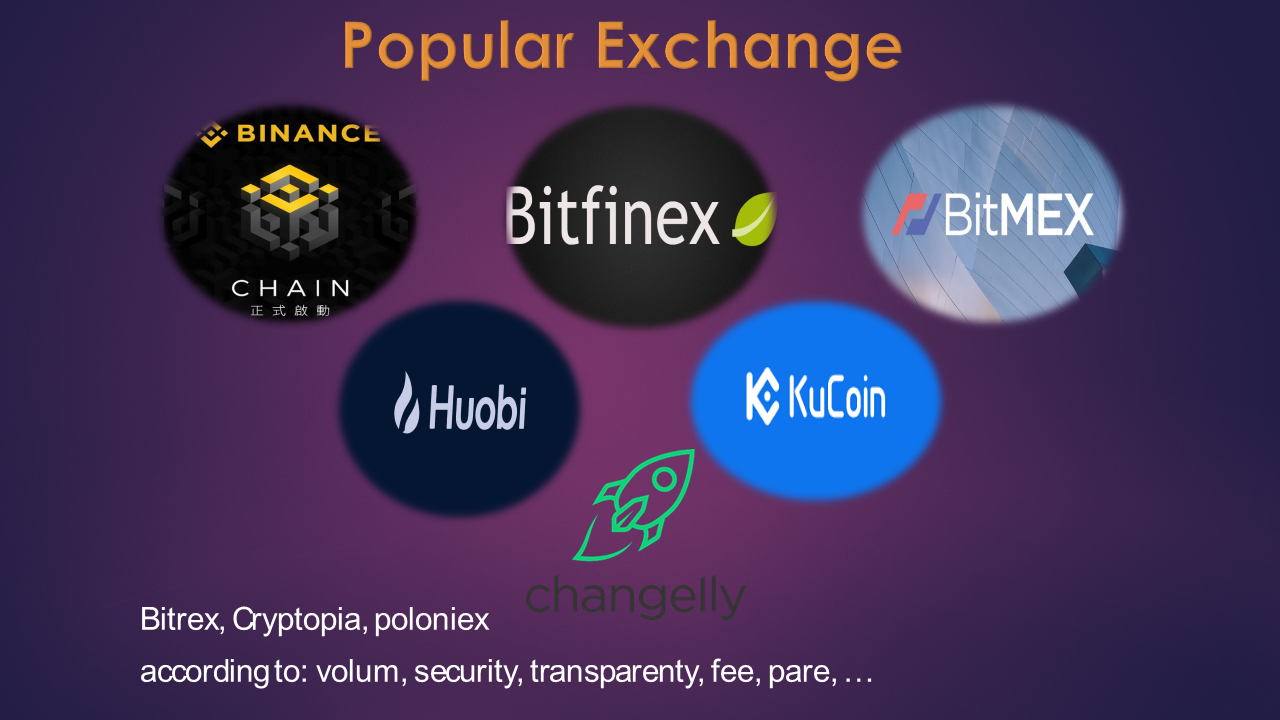 Popular Exchange
BINANCE
CHAIN
正式啟動
Bitfinex
BitMEX
Huobi
KuCoin
changelly
Bitrex, Cryptopia, poloniex
according to: volum, security, transparenty, fee, pare, …